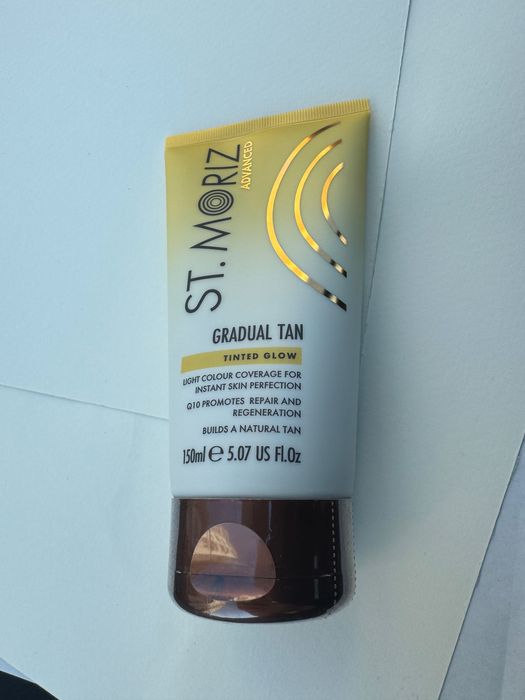 ST. MORIZ
ADVANCED
GRADUAL TAN
TINTED GLOW
LIGHT COLOUR COVERAGE FOR
INSTANT SKIN PERFECTION
Q10 PROMOTES REPAIR AND
REGENERATION
BUILDS A NATURAL TAN
150ml ℮ 5.07 US Fl.Oz